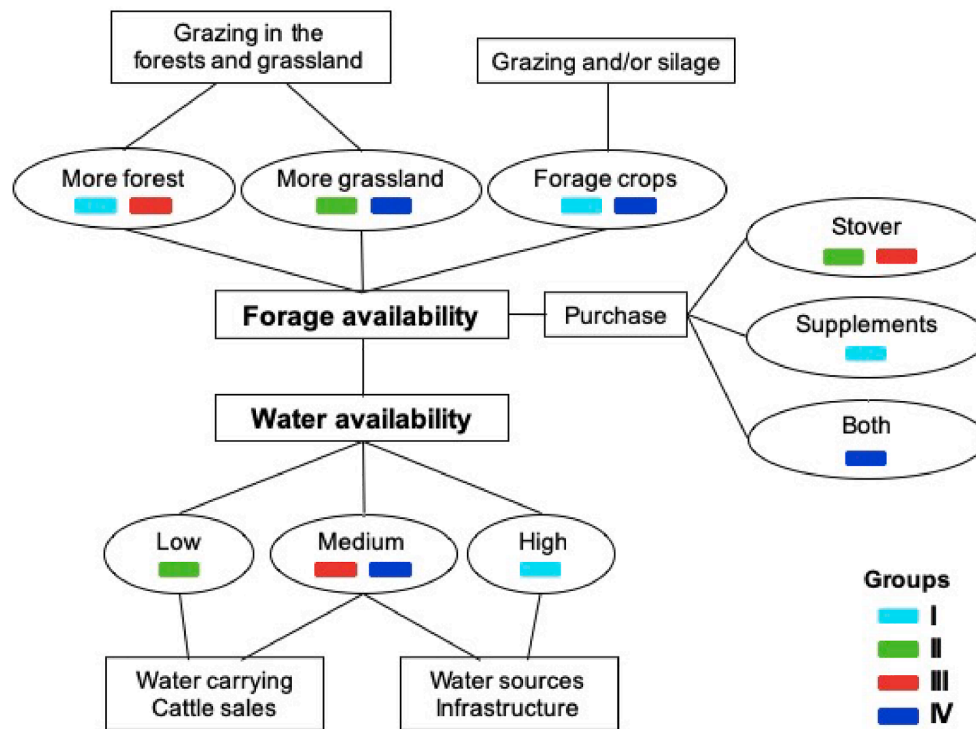 Grazing in the
forests and grassland
Grazing and/or silage
More forest
More grassland
Forage crops
Stover
Forage availability
Purchase
Supplements
Water availability
Both
Low
Medium
High
Groups
I
II
III
IV
Water carrying
Cattle sales
Water sources
Infrastructure